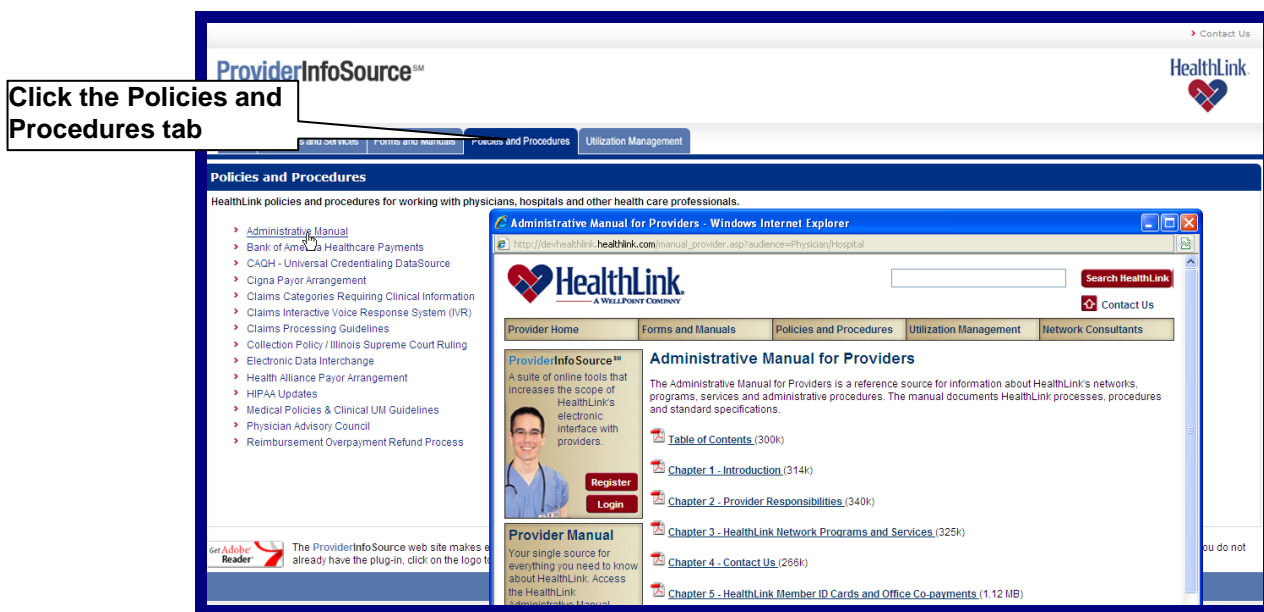 Contact Us
ProviderInfoSource℠
HealthLink.
Click the Policies and
Procedures tab
s and Services
Forms and Manuals
Policies and Procedures
Utilization Management
Policies and Procedures
HealthLink policies and procedures for working with physicians, hospitals and other health care professionals.
Administrative Manual
Bank of America Healthcare Payments
CAQH - Universal Credentialing DataSource
Cigna Payor Arrangement
Claims Categories Requiring Clinical Information
Claims Interactive Voice Response System (IVR)
Claims Processing Guidelines
Collection Policy / Illinois Supreme Court Ruling
Electronic Data Interchange
Health Alliance Payor Arrangement
HIPAA Updates
Medical Policies & Clinical UM Guidelines
Physician Advisory Council
Reimbursement Overpayment Refund Process
Administrative Manual for Providers - Windows Internet Explorer
http://devhealthlink.healthlink.com/manual_provider.asp?audience=Physician/Hospital
HealthLink.
A WELLPOINT COMPANY
Search HealthLink
Contact Us
Provider Home
Forms and Manuals
Policies and Procedures
Utilization Management
Network Consultants
ProviderInfoSource℠
A suite of online tools that
increases the scope of
HealthLink's
electronic
interface with
providers.
Register
Login
Provider Manual
Your single source for
everything you need to know
about HealthLink. Access
the HealthLink
Administrative Manual
Administrative Manual for Providers
The Administrative Manual for Providers is a reference source for information about HealthLink's networks,
programs, services and administrative procedures. The manual documents HealthLink processes, procedures
and standard specifications.
Table of Contents (300k)
Chapter 1 - Introduction (314k)
Chapter 2 - Provider Responsibilities (340k)
Chapter 3 - HealthLink Network Programs and Services (325k)
Chapter 4 - Contact Us (266k)
Chapter 5 - HealthLink Member ID Cards and Office Co-payments (1.12 MB)
Get Adobe
Reader
The ProviderInfoSource web site makes
ou do not
already have the plug-in, click on the logo